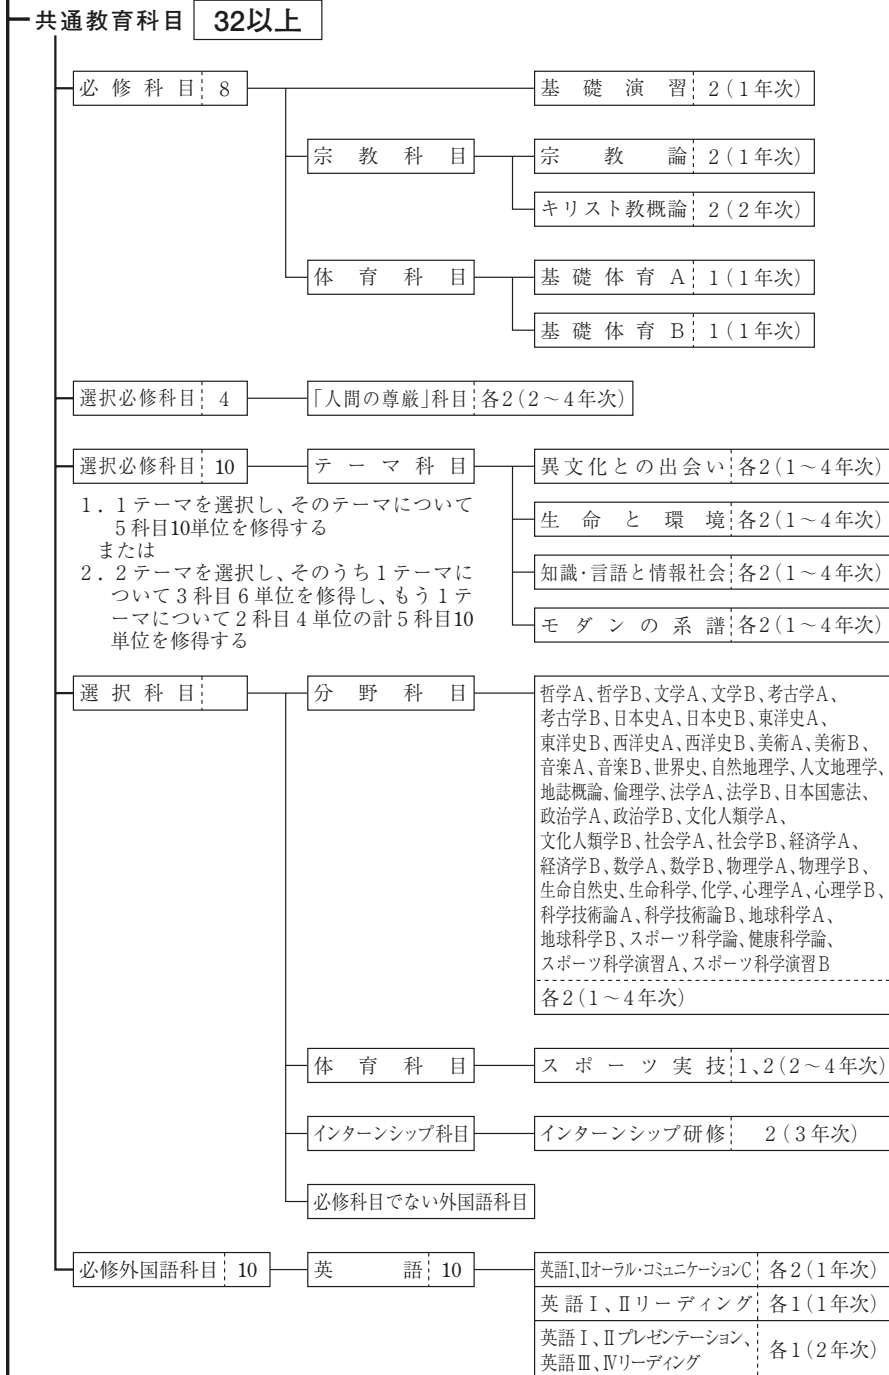 共通教育科目 32以上
必修科目 8
基礎演習 2(1年次)
宗教科目
宗教論 2(1年次)
キリスト教概論 2(2年次)
体育科目
基礎体育A 1(1年次)
基礎体育B 1(1年次)
選択必修科目 4
「人間の尊厳」科目 各2(2~4年次)
選択必修科目 10
テーマ科目
異文化との出会い 各2(1~4年次)
生命と環境 各2(1~4年次)
知識・言語と情報社会 各2(1~4年次)
モダンの系譜 各2(1~4年次)
1.1テーマを選択し、そのテーマについて
5科目10単位を修得する
または
2.2テーマを選択し、そのうち1テーマに
ついて3科目6単位を修得し、もう1テ
ーマについて2科目4単位の計5科目10
単位を修得する
選択科目
分野科目
哲学A、哲学B、文学A、文学B、考古学A、
考古学B、日本史A、日本史B、東洋史A、
東洋史B、西洋史A、西洋史B、美術A、美術B、
音楽A、音楽B、世界史、自然地理学、人文地理学、
地誌概論、倫理学、法学A、法学B、日本国憲法、
政治学A、政治学B、文化人類学A、
文化人類学B、社会学A、社会学B、経済学A、
経済学B、数学A、数学B、物理学A、物理学B、
生命自然史、生命科学、化学、心理学A、心理学B、
科学技術論A、科学技術論B、地球科学A、
地球科学B、スポーツ科学論、健康科学論、
スポーツ科学演習A、スポーツ科学演習B
各2(1~4年次)
体育科目
スポーツ実技 1、2(2~4年次)
インターンシップ科目
インターンシップ研修 2(3年次)
必修科目でない外国語科目
必修外国語科目 10
英語 10
英語I、IIオーラル・コミュニケーションC 各2(1年次)
英語Ⅰ、Ⅱリーディング 各1(1年次)
英語Ⅰ、Ⅱプレゼンテーション、
英語Ⅲ、Ⅳリーディング 各1(2年次)